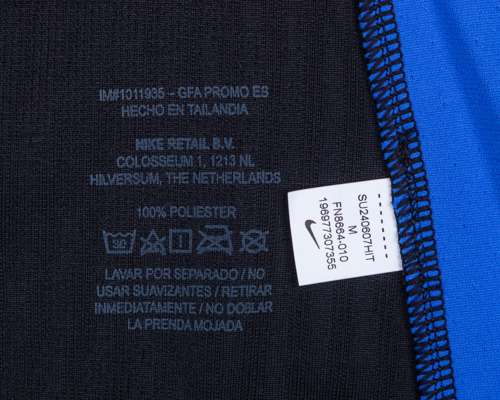 IM#1011935 - GFA PROMO ES
HECHO EN TAILANDIA
NIKE RETAIL B.V.
COLOSSEUM 1, 1213 NL
HILVERSUM, THE NETHERLANDS
100% POLIESTER
LAVAR POR SEPARADO / NO
USAR SUAVIZANTES / RETIRAR
INMEDIATAMENTE / NO DOBLAR
LA PRENDA MOJADA
SU240607HIT
M
FN8664-010
196977307355